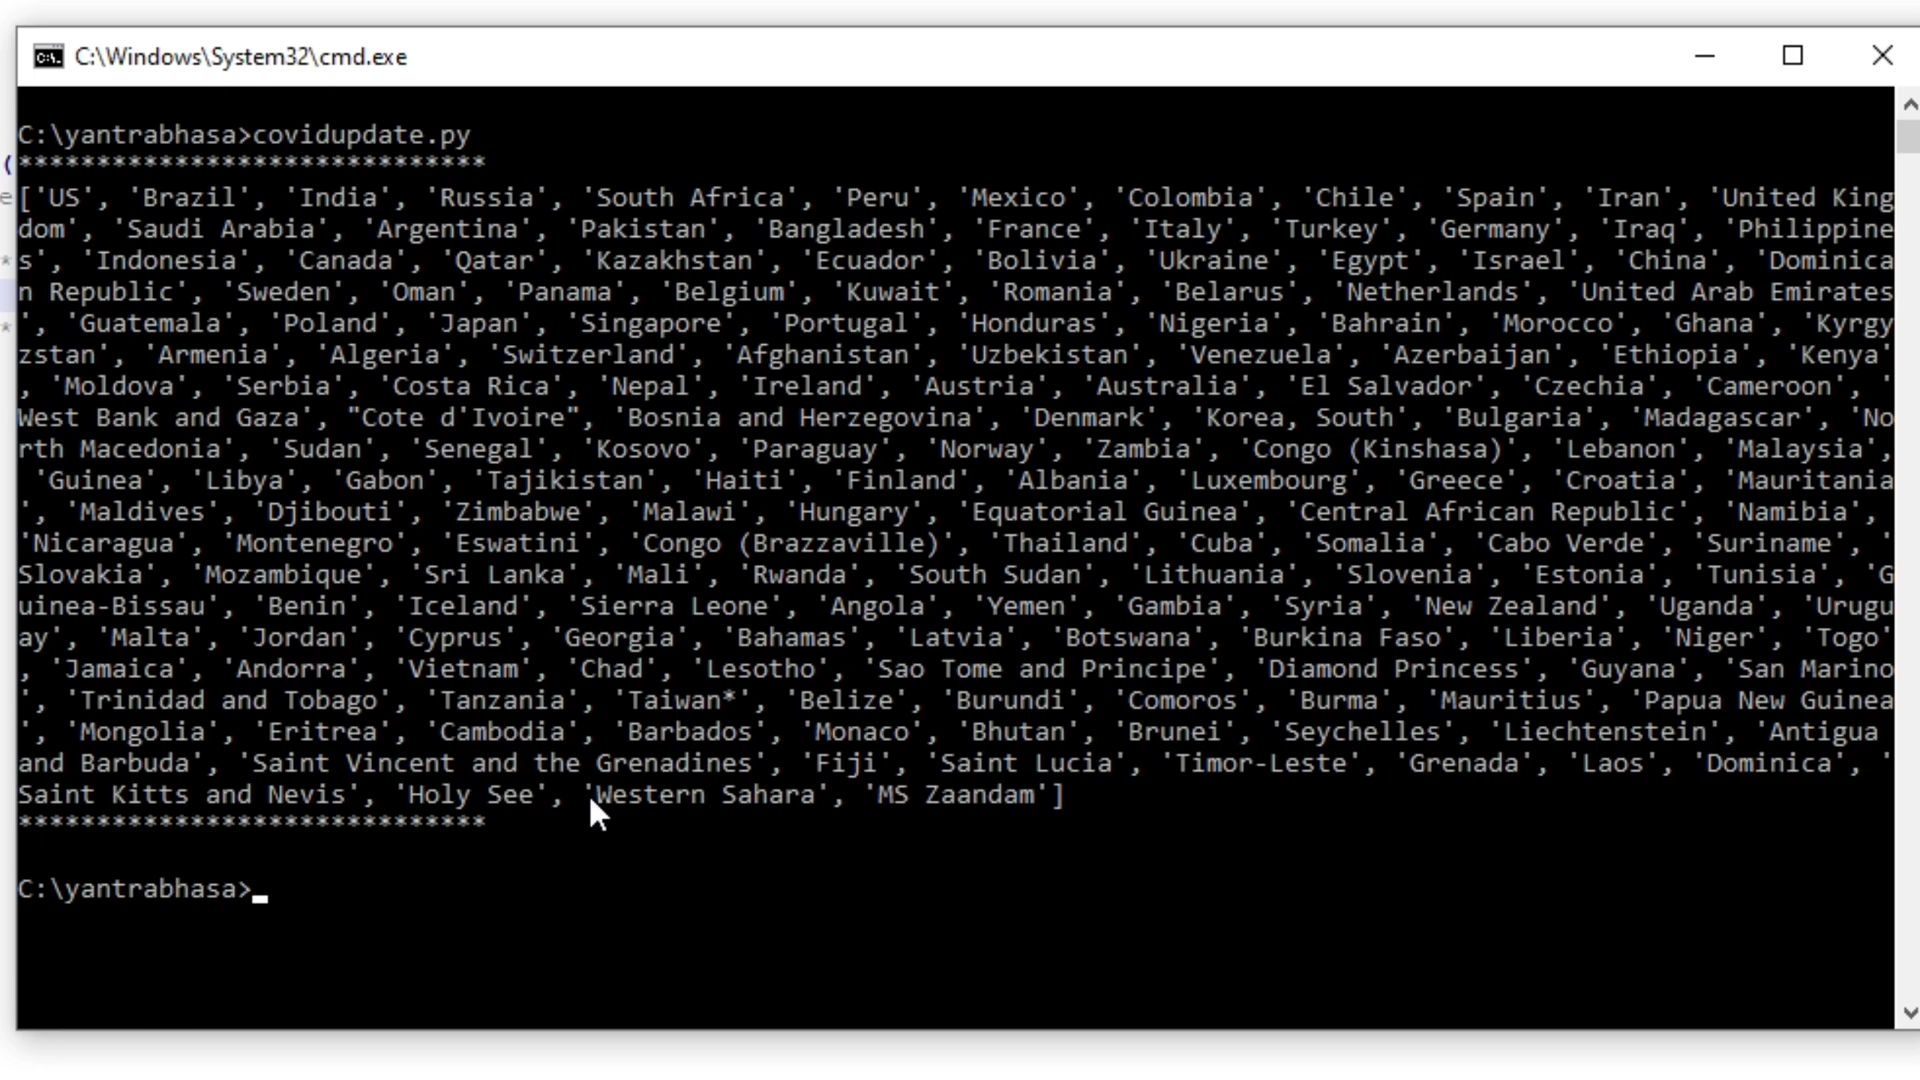 C:\Windows\System32\cmd.exe
C:\yantrabhasa>covidupdate.py
******************************
['US', 'Brazil', 'India', 'Russia', 'South Africa', 'Peru', 'Mexico', 'Colombia', 'Chile', 'Spain', 'Iran', 'United King
dom', 'Saudi Arabia', 'Argentina', 'Pakistan', 'Bangladesh', 'France', 'Italy', 'Turkey', 'Germany', 'Iraq', 'Philippine
s', 'Indonesia', 'Canada', 'Qatar', 'Kazakhstan', 'Ecuador', 'Bolivia', 'Ukraine', 'Egypt', 'Israel', 'China', 'Dominica
n Republic', 'Sweden', 'Oman', 'Panama', 'Belgium', 'Kuwait', 'Romania', 'Belarus', 'Netherlands', 'United Arab Emirates
', 'Guatemala', 'Poland', 'Japan', 'Singapore', 'Portugal', 'Honduras', 'Nigeria', 'Bahrain', 'Morocco', 'Ghana', 'Kyrgy
zstan', 'Armenia', 'Algeria', 'Switzerland', 'Afghanistan', 'Uzbekistan', 'Venezuela', 'Azerbaijan', 'Ethiopia', 'Kenya'
, 'Moldova', 'Serbia', 'Costa Rica', 'Nepal', 'Ireland', 'Austria', 'Australia', 'El Salvador', 'Czechia', 'Cameroon', '
West Bank and Gaza', "Cote d'Ivoire", 'Bosnia and Herzegovina', 'Denmark', 'Korea, South', 'Bulgaria', 'Madagascar', 'No
rth Macedonia', 'Sudan', 'Senegal', 'Kosovo', 'Paraguay', 'Norway', 'Zambia', 'Congo (Kinshasa)', 'Lebanon', 'Malaysia',
 'Guinea', 'Libya', 'Gabon', 'Tajikistan', 'Haiti', 'Finland', 'Albania', 'Luxembourg', 'Greece', 'Croatia', 'Mauritania
', 'Maldives', 'Djibouti', 'Zimbabwe', 'Malawi', 'Hungary', 'Equatorial Guinea', 'Central African Republic', 'Namibia',
'Nicaragua', 'Montenegro', 'Eswatini', 'Congo (Brazzaville)', 'Thailand', 'Cuba', 'Somalia', 'Cabo Verde', 'Suriname', '
Slovakia', 'Mozambique', 'Sri Lanka', 'Mali', 'Rwanda', 'South Sudan', 'Lithuania', 'Slovenia', 'Estonia', 'Tunisia', 'G
uinea-Bissau', 'Benin', 'Iceland', 'Sierra Leone', 'Angola', 'Yemen', 'Gambia', 'Syria', 'New Zealand', 'Uganda', 'Urugu
ay', 'Malta', 'Jordan', 'Cyprus', 'Georgia', 'Bahamas', 'Latvia', 'Botswana', 'Burkina Faso', 'Liberia', 'Niger', 'Togo'
, 'Jamaica', 'Andorra', 'Vietnam', 'Chad', 'Lesotho', 'Sao Tome and Principe', 'Diamond Princess', 'Guyana', 'San Marino
', 'Trinidad and Tobago', 'Tanzania', 'Taiwan*', 'Belize', 'Burundi', 'Comoros', 'Burma', 'Mauritius', 'Papua New Guinea
', 'Mongolia', 'Eritrea', 'Cambodia', 'Barbados', 'Monaco', 'Bhutan', 'Brunei', 'Seychelles', 'Liechtenstein', 'Antigua
and Barbuda', 'Saint Vincent and the Grenadines', 'Fiji', 'Saint Lucia', 'Timor-Leste', 'Grenada', 'Laos', 'Dominica', '
Saint Kitts and Nevis', 'Holy See', 'Western Sahara', 'MS Zaandam']
******************************
C:\yantrabhasa>